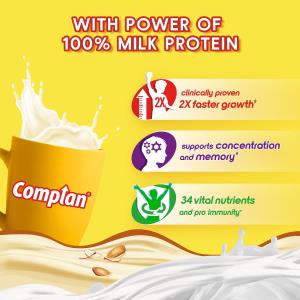 WITH POWER OF
100% MILK PROTEIN
2X
clinically proven
2X faster growth†
supports concentration
and memory*
Complan®
34 vital nutrients
and pro immunity^